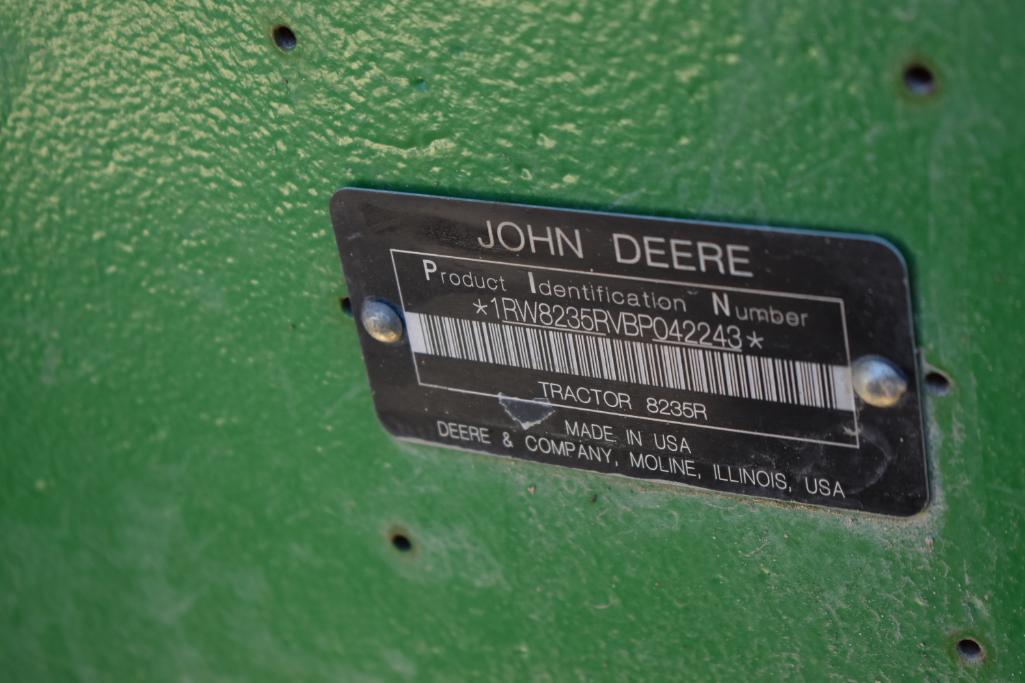 JOHN DEERE
Product Identification Number
*1RW8235RVBP042243*
TRACTOR 8235R
MADE IN USA
DEERE & COMPANY, MOLINE, ILLINOIS, USA